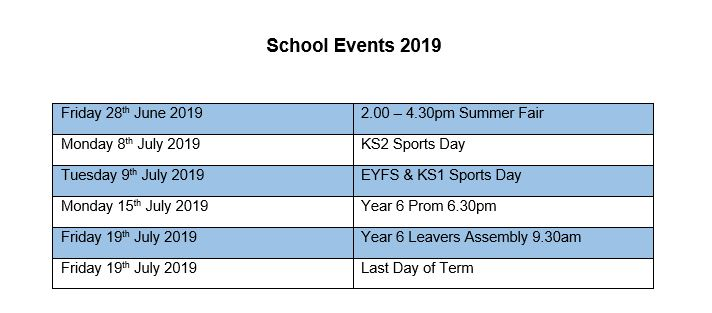 School Events 2019
Friday 28th June 2019 2.00 – 4.30pm Summer Fair
Monday 8th July 2019 KS2 Sports Day
Tuesday 9th July 2019 EYFS & KS1 Sports Day
Monday 15th July 2019 Year 6 Prom 6.30pm
Friday 19th July 2019 Year 6 Leavers Assembly 9.30am
Friday 19th July 2019 Last Day of Term